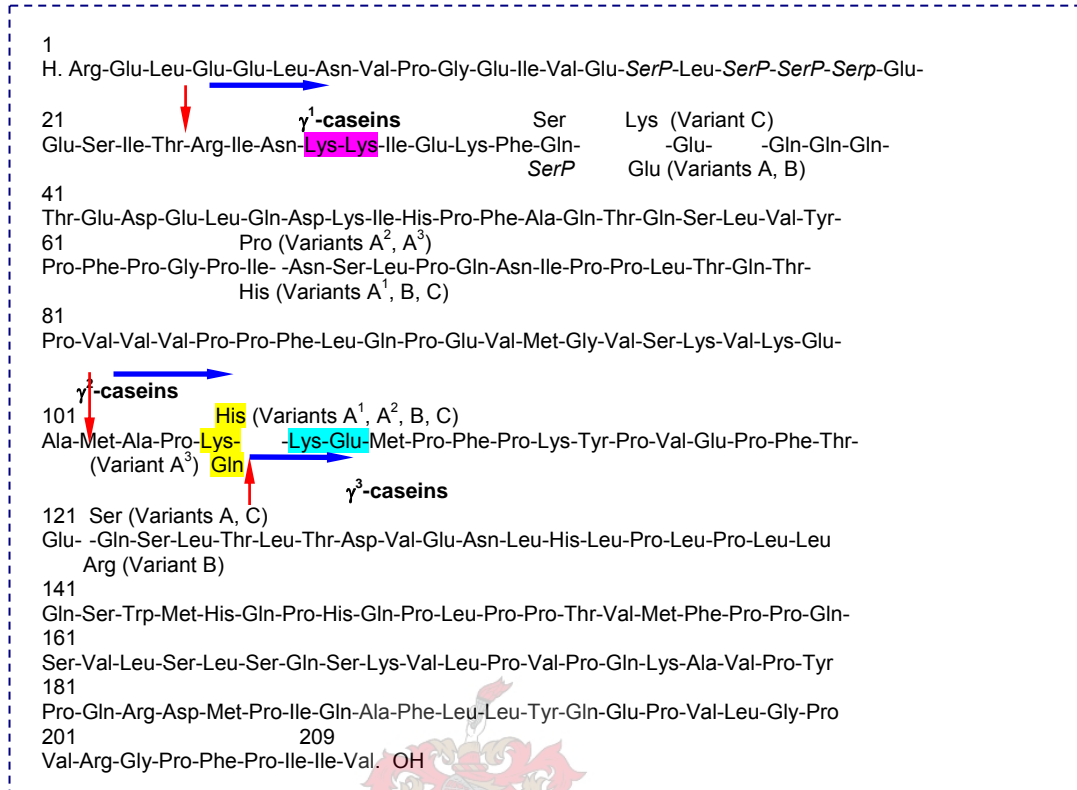 1
H. Arg-Glu-Leu-Glu-Glu-Leu-Asn-Val-Pro-Gly-Glu-Ile-Val-Glu-SerP-Leu-SerP-SerP-Serp-Glu-
21 γ¹-caseins Ser Lys (Variant C)
Glu-Ser-Ile-Thr-Arg-Ile-Asn-Lys-Lys-Ile-Glu-Lys-Phe-Gln- -Glu- -Gln-Gln-Gln-
SerP Glu (Variants A, B)
41
Thr-Glu-Asp-Glu-Leu-Gln-Asp-Lys-Ile-His-Pro-Phe-Ala-Gln-Thr-Gln-Ser-Leu-Val-Tyr-
61 Pro (Variants A², A³)
Pro-Phe-Pro-Gly-Pro-Ile- -Asn-Ser-Leu-Pro-Gln-Asn-Ile-Pro-Pro-Leu-Thr-Gln-Thr-
His (Variants A¹, B, C)
81
Pro-Val-Val-Val-Pro-Pro-Phe-Leu-Gln-Pro-Glu-Val-Met-Gly-Val-Ser-Lys-Val-Lys-Glu-
γ²-caseins
101 His (Variants A¹, A², B, C)
Ala-Met-Ala-Pro-Lys- -Lys-Glu-Met-Pro-Phe-Pro-Lys-Tyr-Pro-Val-Glu-Pro-Phe-Thr-
(Variant A³) Gln
γ³-caseins
121 Ser (Variants A, C)
Glu- -Gln-Ser-Leu-Thr-Leu-Thr-Asp-Val-Glu-Asn-Leu-His-Leu-Pro-Leu-Pro-Leu-Leu
Arg (Variant B)
141
Gln-Ser-Trp-Met-His-Gln-Pro-His-Gln-Pro-Leu-Pro-Pro-Thr-Val-Met-Phe-Pro-Pro-Gln-
161
Ser-Val-Leu-Ser-Leu-Ser-Gln-Ser-Lys-Val-Leu-Pro-Val-Pro-Gln-Lys-Ala-Val-Pro-Tyr
181
Pro-Gln-Arg-Asp-Met-Pro-Ile-Gln-Ala-Phe-Leu-Leu-Tyr-Gln-Glu-Pro-Val-Leu-Gly-Pro
201 209
Val-Arg-Gly-Pro-Phe-Pro-Ile-Ile-Val. OH